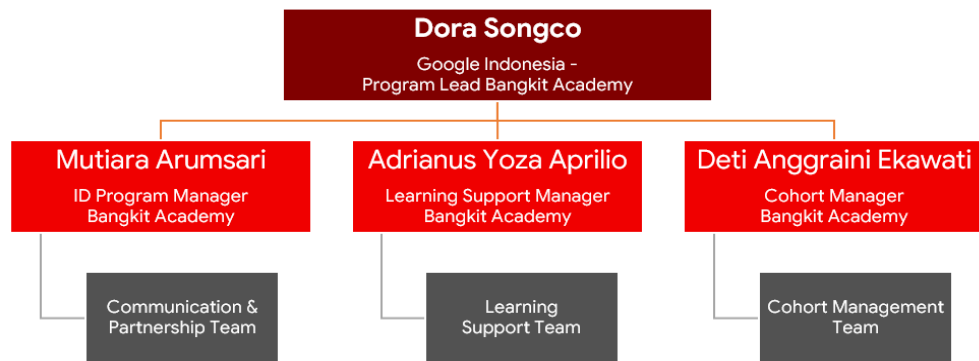 Dora Songco
Google Indonesia -
Program Lead Bangkit Academy
Mutiara Arumsari
ID Program Manager
Bangkit Academy
Adrianus Yoza Aprilio
Learning Support Manager
Bangkit Academy
Deti Anggraini Ekawati
Cohort Manager
Bangkit Academy
Communication &
Partnership Team
Learning
Support Team
Cohort Management
Team